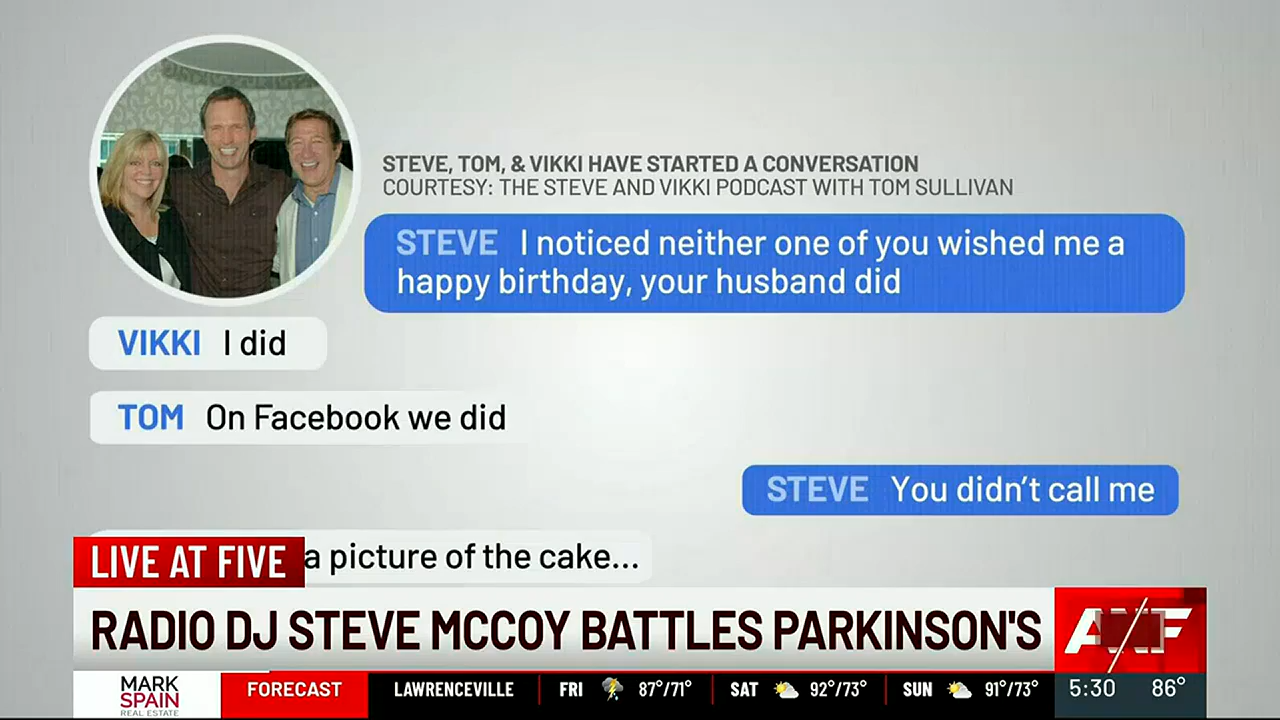 STEVE, TOM, & VIKKI HAVE STARTED A CONVERSATION
COURTESY: THE STEVE AND VIKKI PODCAST WITH TOM SULLIVAN
STEVE I noticed neither one of you wished me a
happy birthday, your husband did
VIKKI I did
TOM On Facebook we did
STEVE You didn't call me
a picture of the cake...
LIVE AT FIVE
RADIO DJ STEVE MCCOY BATTLES PARKINSON'S
MARK
SPAIN
REAL ESTATE
FORECAST
LAWRENCEVILLE
FRI 87°/71°
SAT 92°/73°
SUN 91°/73°
5:30 86°